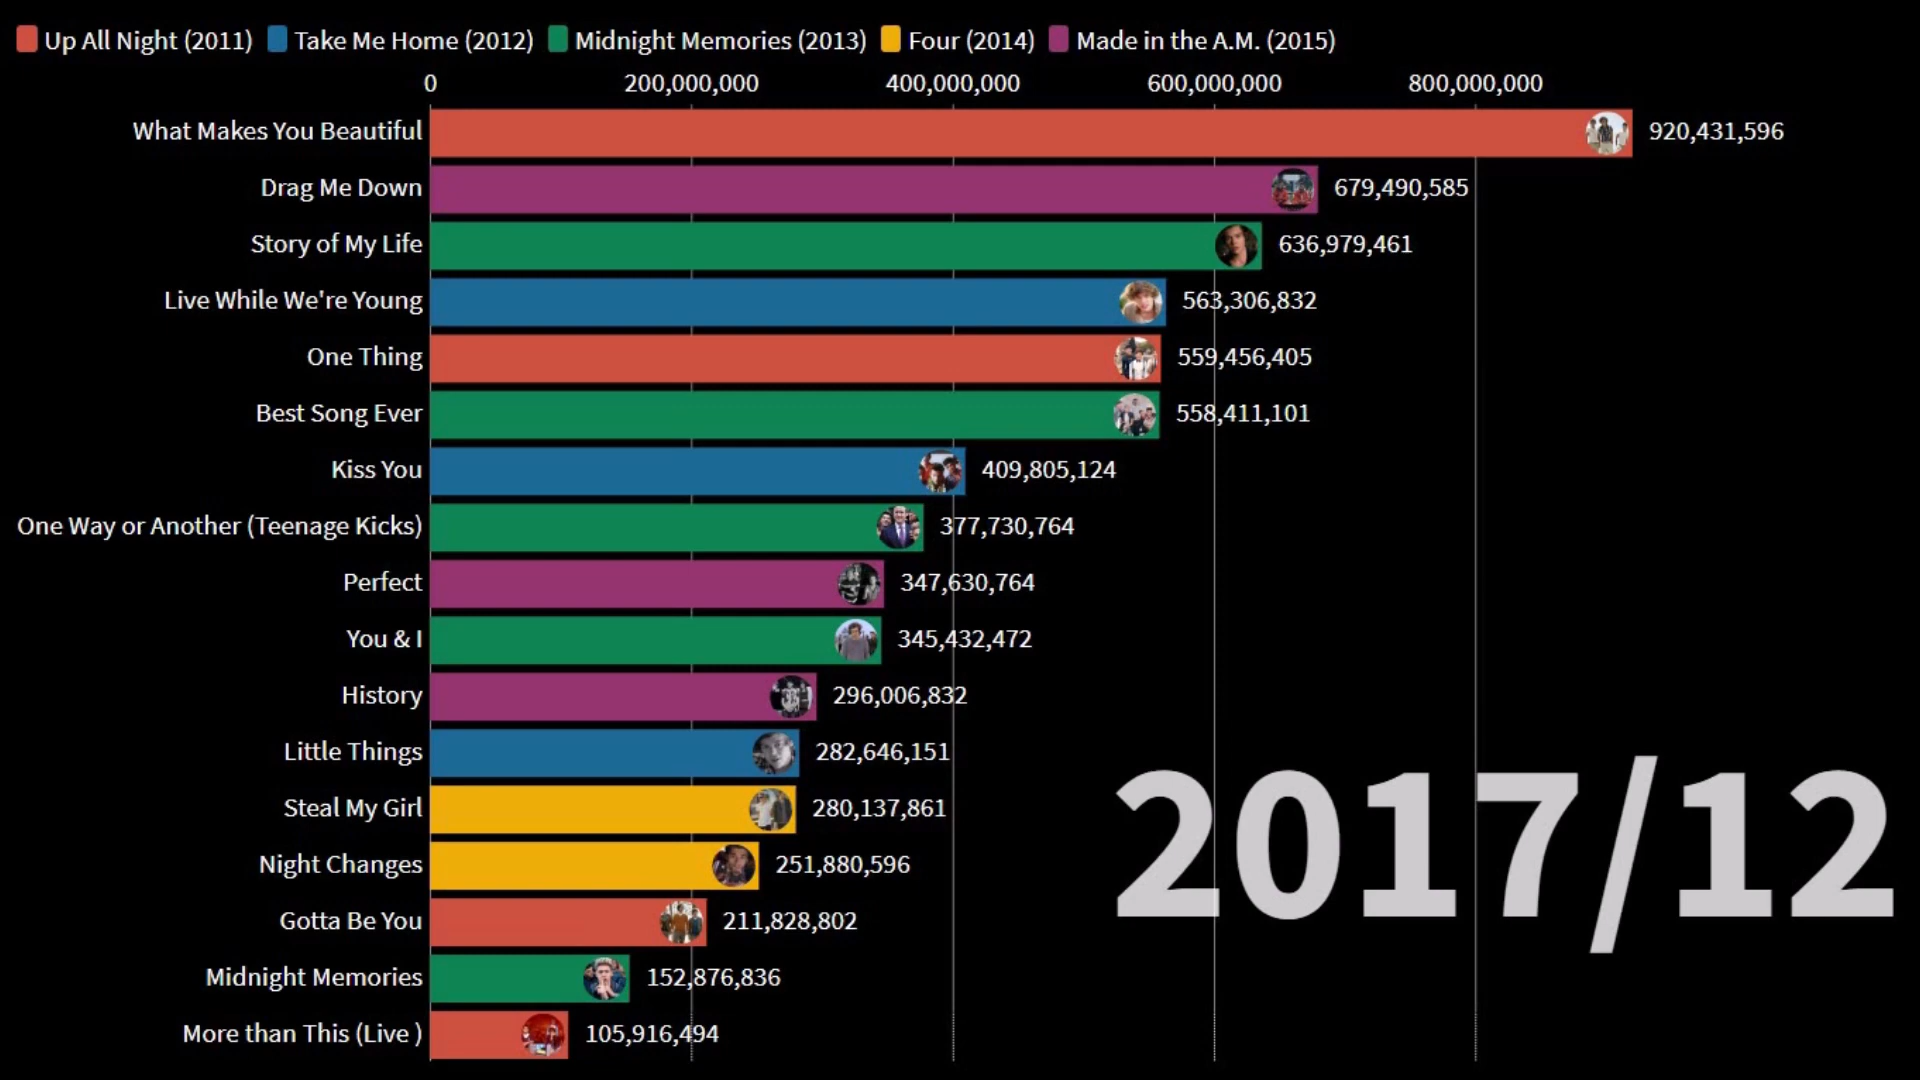 Up All Night (2011) Take Me Home (2012) Midnight Memories (2013) Four (2014) Made in the A.M. (2015)
0 200,000,000 400,000,000 600,000,000 800,000,000
What Makes You Beautiful 920,431,596
Drag Me Down 679,490,585
Story of My Life 636,979,461
Live While We're Young 563,306,832
One Thing 559,456,405
Best Song Ever 558,411,101
Kiss You 409,805,124
One Way or Another (Teenage Kicks) 377,730,764
Perfect 347,630,764
You & I 345,432,472
History 296,006,832
Little Things 282,646,151
Steal My Girl 280,137,861
Night Changes 251,880,596
Gotta Be You 211,828,802
Midnight Memories 152,876,836
More than This (Live ) 105,916,494
2017/12